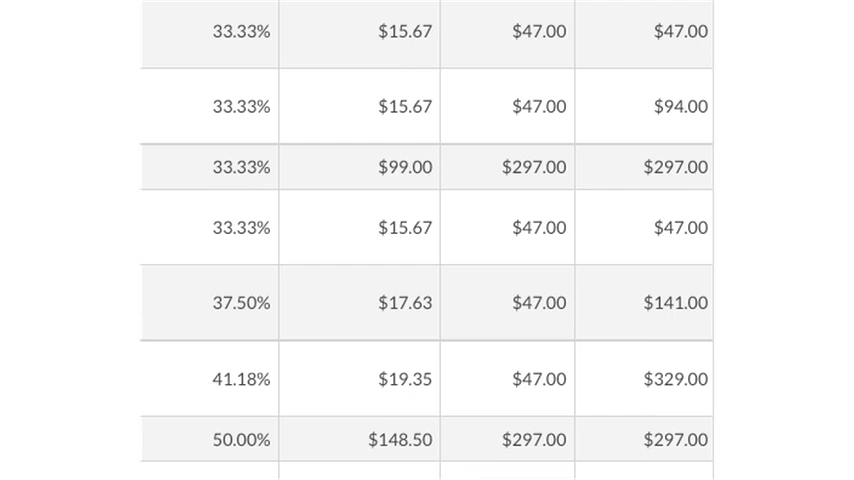 33.33% $15.67 $47.00 $47.00
33.33% $15.67 $47.00 $94.00
33.33% $99.00 $297.00 $297.00
33.33% $15.67 $47.00 $47.00
37.50% $17.63 $47.00 $141.00
41.18% $19.35 $47.00 $329.00
50.00% $148.50 $297.00 $297.00